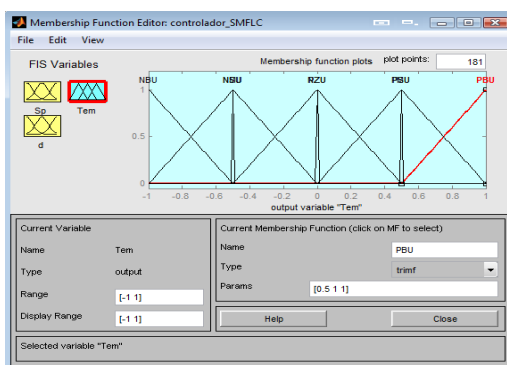 Membership Function Editor: controlador_SMFLC
File Edit View
FIS Variables
Membership function plots plot points: 181
Sp Tem
d
NBU PBU
1
0.5
0
-1 -0.8 -0.6 -0.4 -0.2 0 0.2 0.4 0.6 0.8 1
output variable "Tem"
Current Variable
Name Tem
Type output
Range [-1 1]
Display Range [-1 1]
Current Membership Function (click on MF to select)
Name PBU
Type trimf
Params [0.5 1 1]
Help Close
Selected variable "Tem"